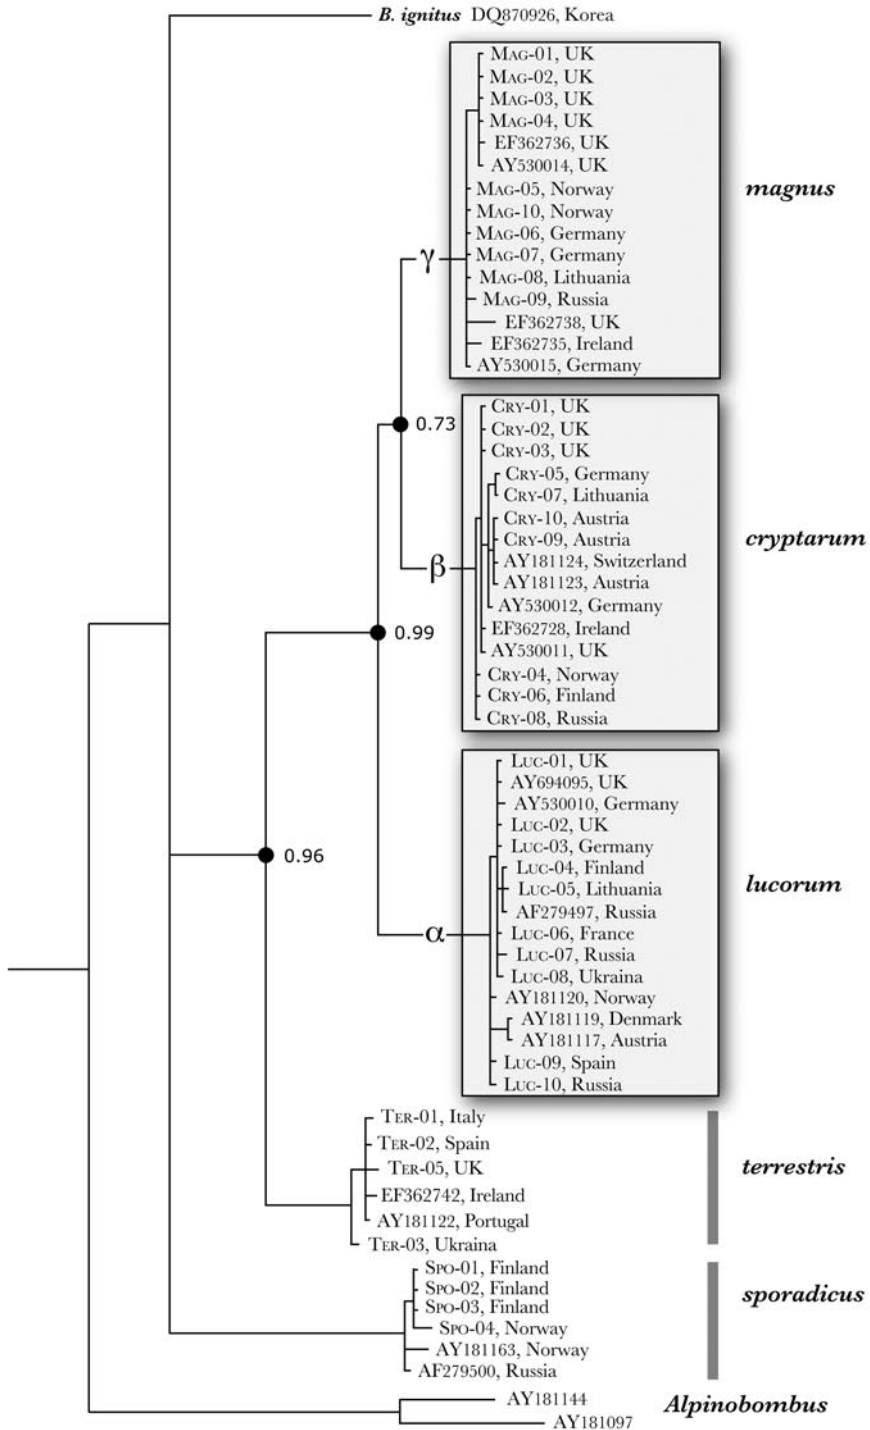 B. ignitus DQ870926, Korea
MAG-01, UK
MAG-02, UK
MAG-03, UK
MAG-04, UK
EF362736, UK
AY530014, UK
MAG-05, Norway
magnus
MAG-10, Norway
MAG-06, Germany
MAG-07, Germany
γ
MAG-08, Lithuania
MAG-09, Russia
EF362738, UK
EF362735, Ireland
AY530015, Germany
CRY-01, UK
0.73
CRY-02, UK
CRY-03, UK
CRY-05, Germany
CRY-07, Lithuania
CRY-10, Austria
CRY-09, Austria
cryptarum
AY181124, Switzerland
β
AY181123, Austria
AY530012, Germany
EF362728, Ireland
0.99
AY530011, UK
CRY-04, Norway
CRY-06, Finland
CRY-08, Russia
LUC-01, UK
AY694095, UK
AY530010, Germany
LUC-02, UK
LUC-03, Germany
0.96
LUC-04, Finland
LUC-05, Lithuania
lucorum
AF279497, Russia
LUC-06, France
α
LUC-07, Russia
LUC-08, Ukraina
AY181120, Norway
AY181119, Denmark
AY181117, Austria
LUC-09, Spain
LUC-10, Russia
TER-01, Italy
TER-02, Spain
TER-05, UK
terrestris
EF362742, Ireland
AY181122, Portugal
TER-03, Ukraina
SPO-01, Finland
SPO-02, Finland
sporadicus
SPO-03, Finland
SPO-04, Norway
AY181163, Norway
AF279500, Russia
AY181144
Alpinobombus
AY181097